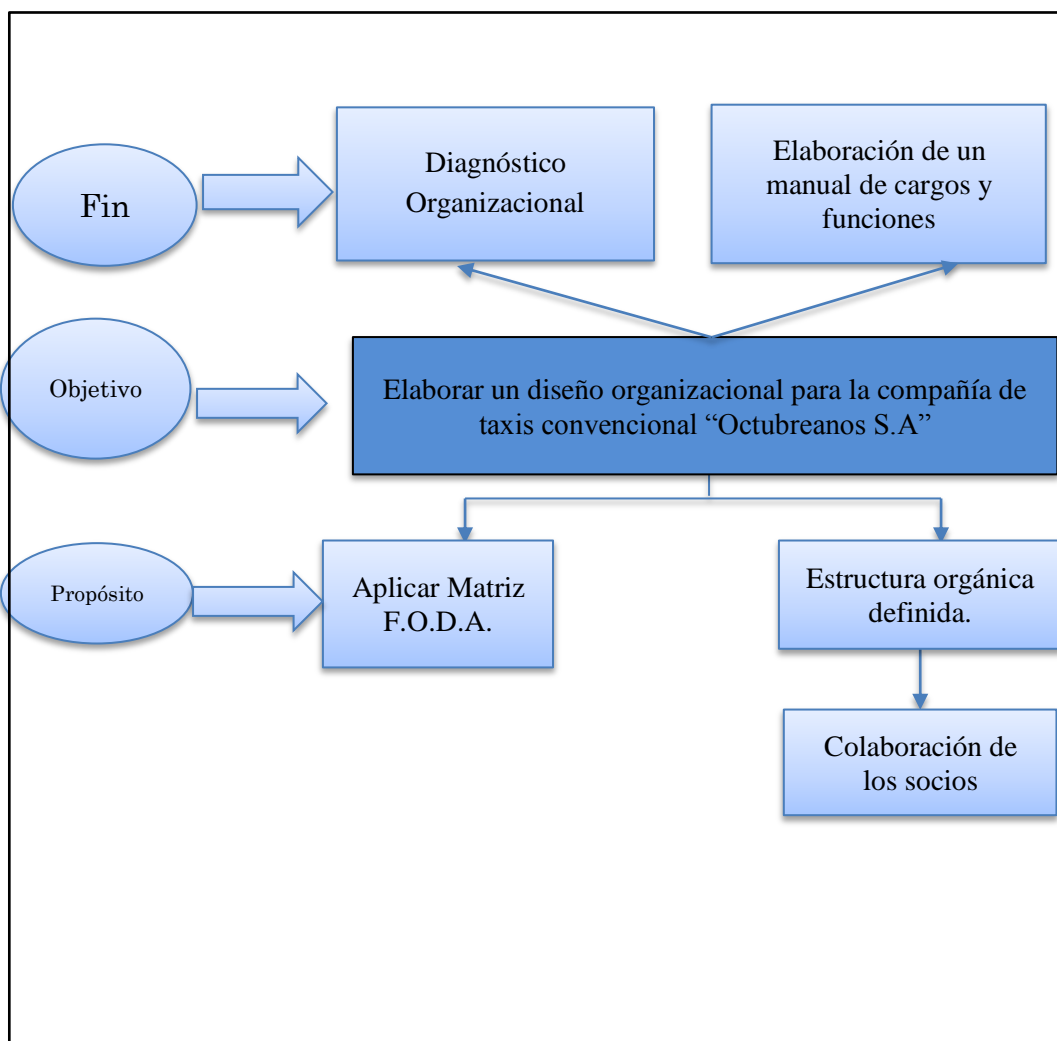 Fin
Diagnóstico
Organizacional
Elaboración de un
manual de cargos y
funciones
Objetivo
Elaborar un diseño organizacional para la compañía de
taxis convencional “Octubreanos S.A”
Propósito
Aplicar Matriz
F.O.D.A.
Estructura orgánica
definida.
Colaboración de
los socios